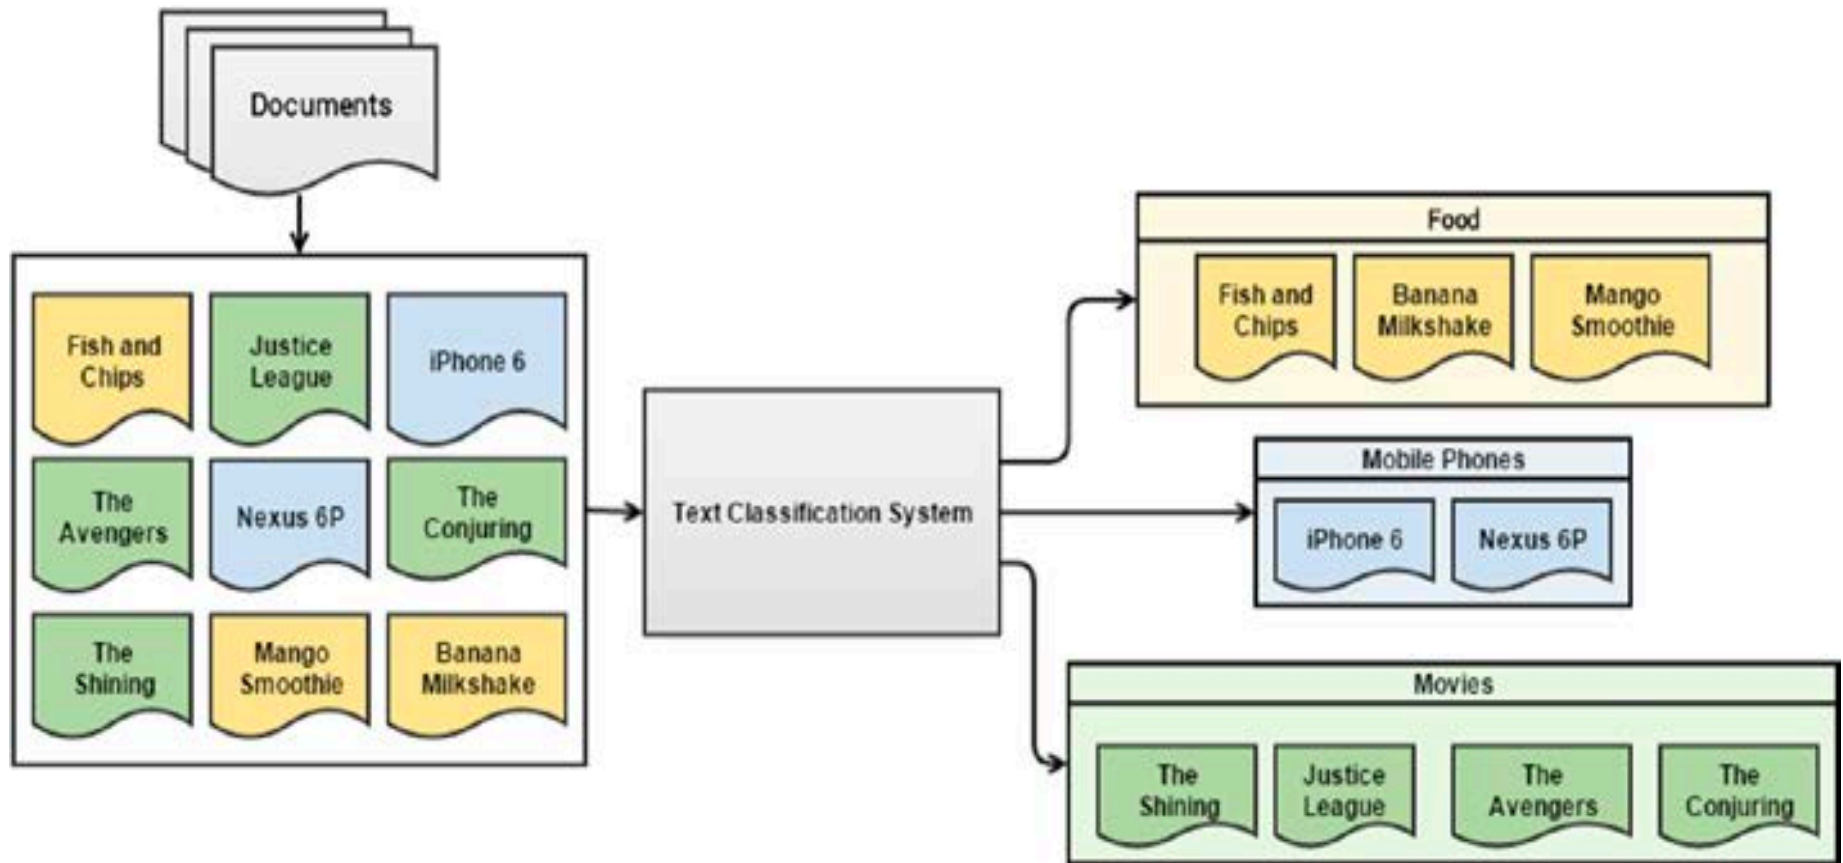 Documents
Fish and
Chips
Justice
League
iPhone 6
The
Avengers
Nexus 6P
The
Conjuring
The
Shining
Mango
Smoothie
Banana
Milkshake
Text Classification System
Food
Fish and
Chips
Banana
Milkshake
Mango
Smoothie
Mobile Phones
iPhone 6
Nexus 6P
Movies
The
Shining
Justice
League
The
Avengers
The
Conjuring